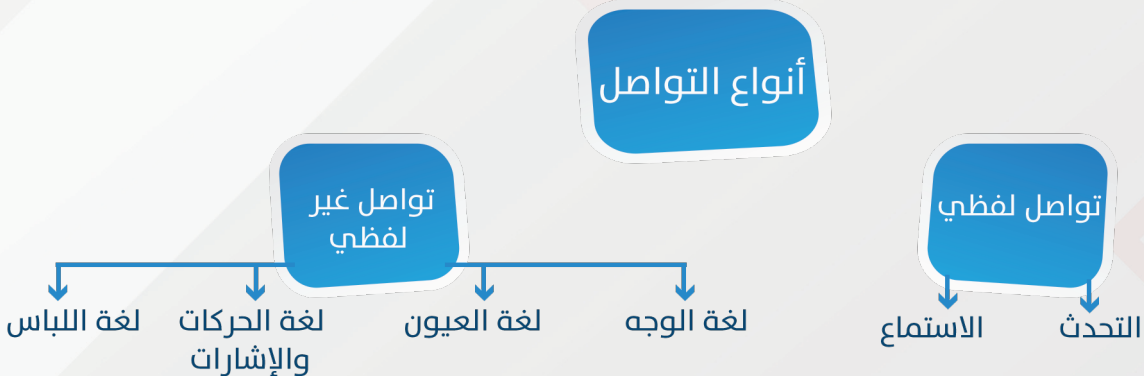 أنواع التواصل
تواصل لفظي
تواصل غير
لفظي
التحدث
الاستماع
لغة الوجه
لغة العيون
لغة الحركات
والإشارات
لغة اللباس